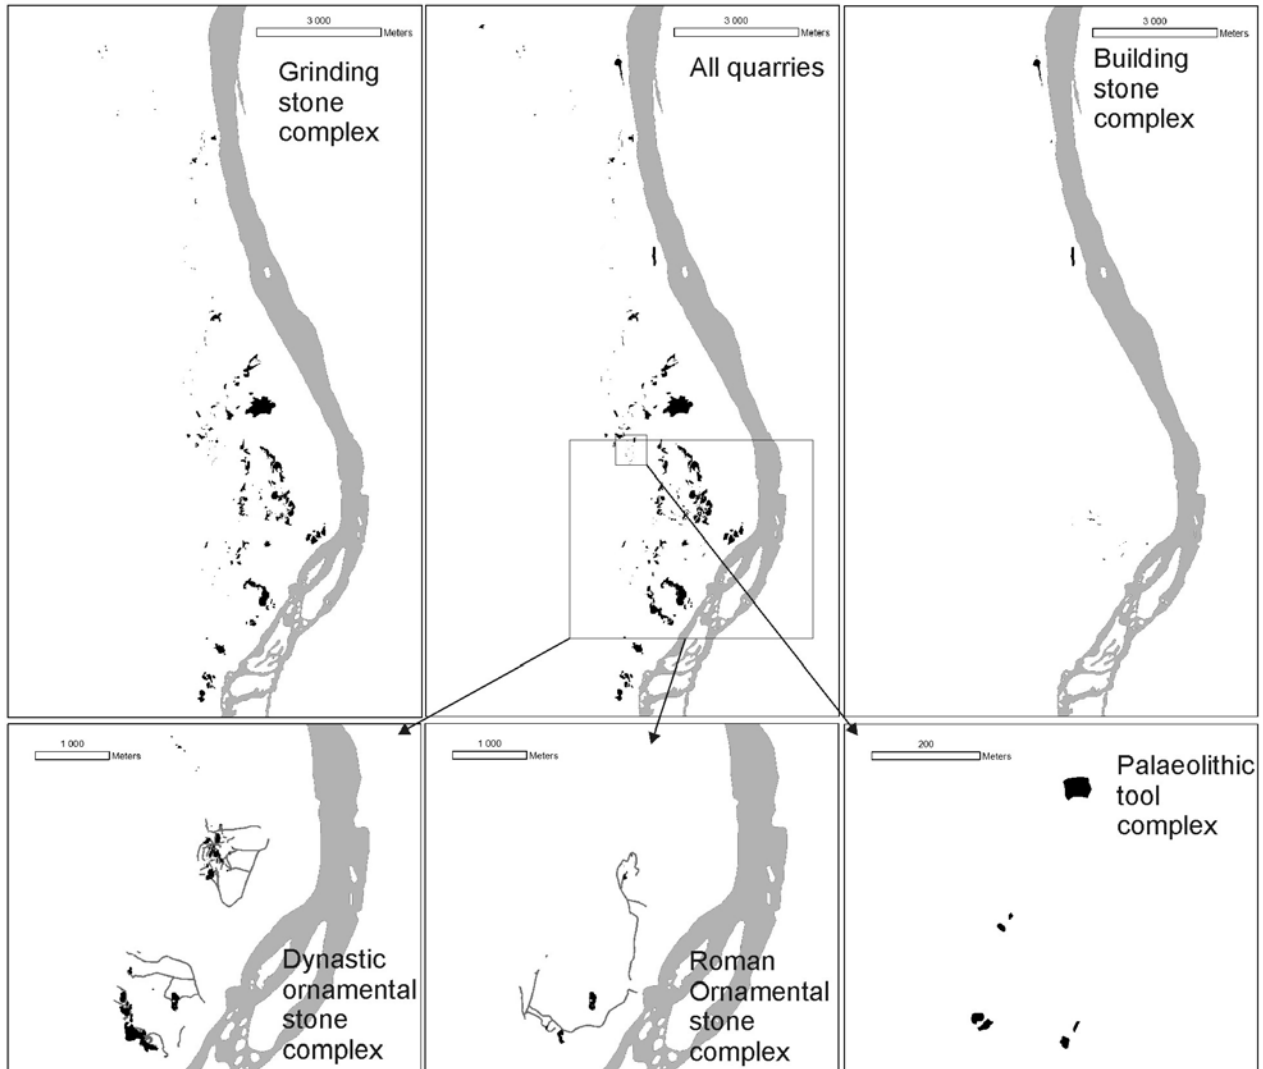 3 000
Meters
Grinding
stone
complex
3 000
Meters
All quarries
3 000
Meters
Building
stone
complex
1 000
Meters
Dynastic
ornamental
stone
complex
1 000
Meters
Roman
Ornamental
stone
complex
200
Meters
Palaeolithic
tool
complex